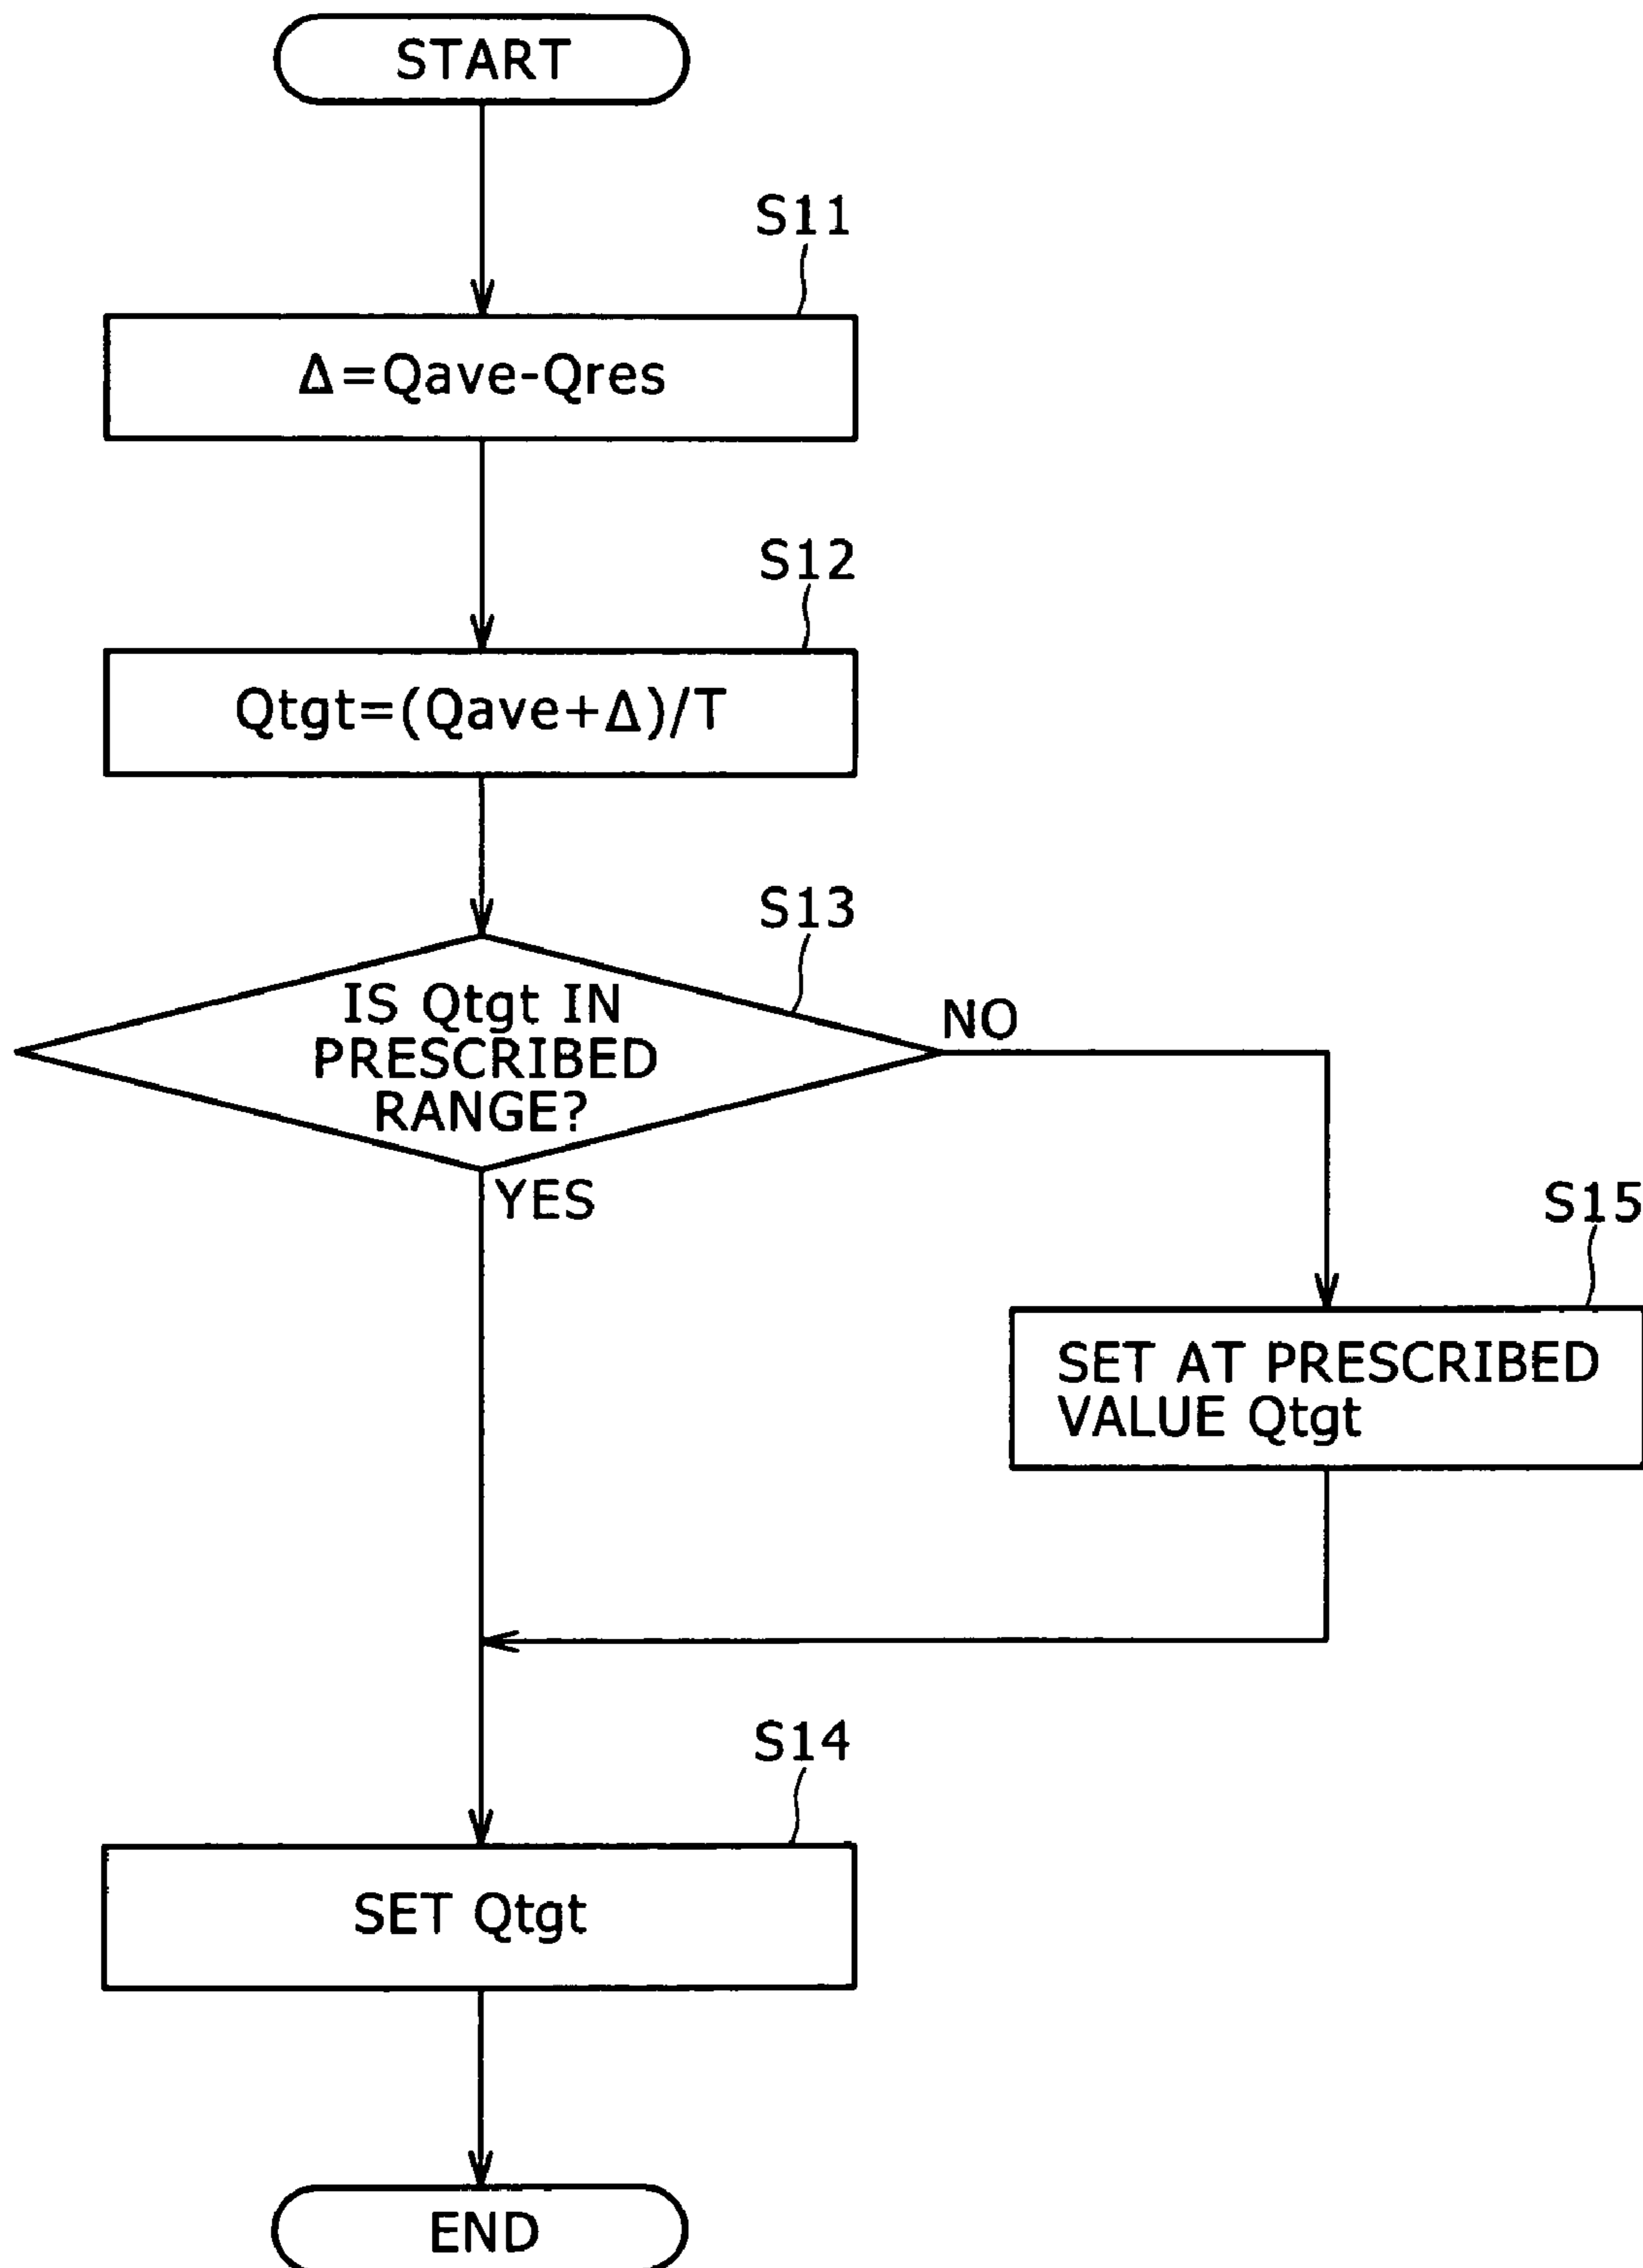 START
S11
Δ=Qave-Qres
S12
Qtgt=(Qave+Δ)/T
S13
IS Qtgt IN
PRESCRIBED
RANGE?
NO
YES
S15
SET AT PRESCRIBED
VALUE Qtgt
S14
SET Qtgt
END